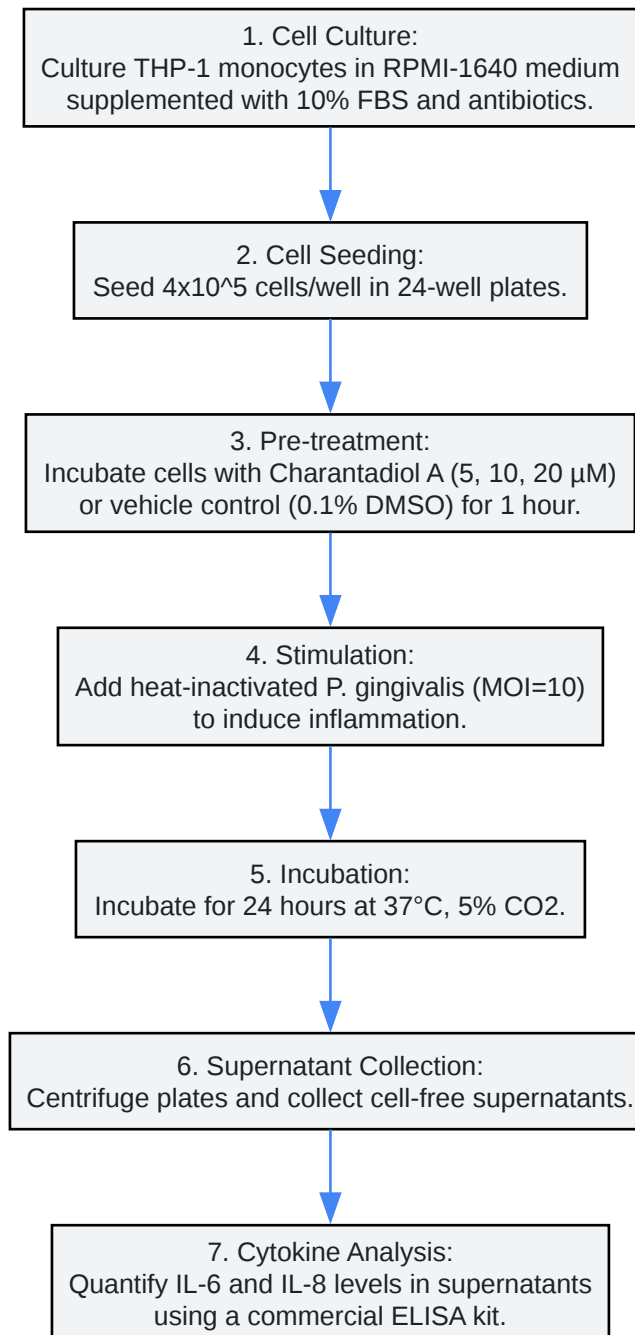 1. Cell Culture:
Culture THP-1 monocytes in RPMI-1640 medium
supplemented with 10% FBS and antibiotics.
2. Cell Seeding:
Seed 4x10^5 cells/well in 24-well plates.
3. Pre-treatment:
Incubate cells with Charantadiol A (5, 10, 20 µM)
or vehicle control (0.1% DMSO) for 1 hour.
4. Stimulation:
Add heat-inactivated P. gingivalis (MOI=10)
to induce inflammation.
5. Incubation:
Incubate for 24 hours at 37°C, 5% CO2.
6. Supernatant Collection:
Centrifuge plates and collect cell-free supernatants.
7. Cytokine Analysis:
Quantify IL-6 and IL-8 levels in supernatants
using a commercial ELISA kit.